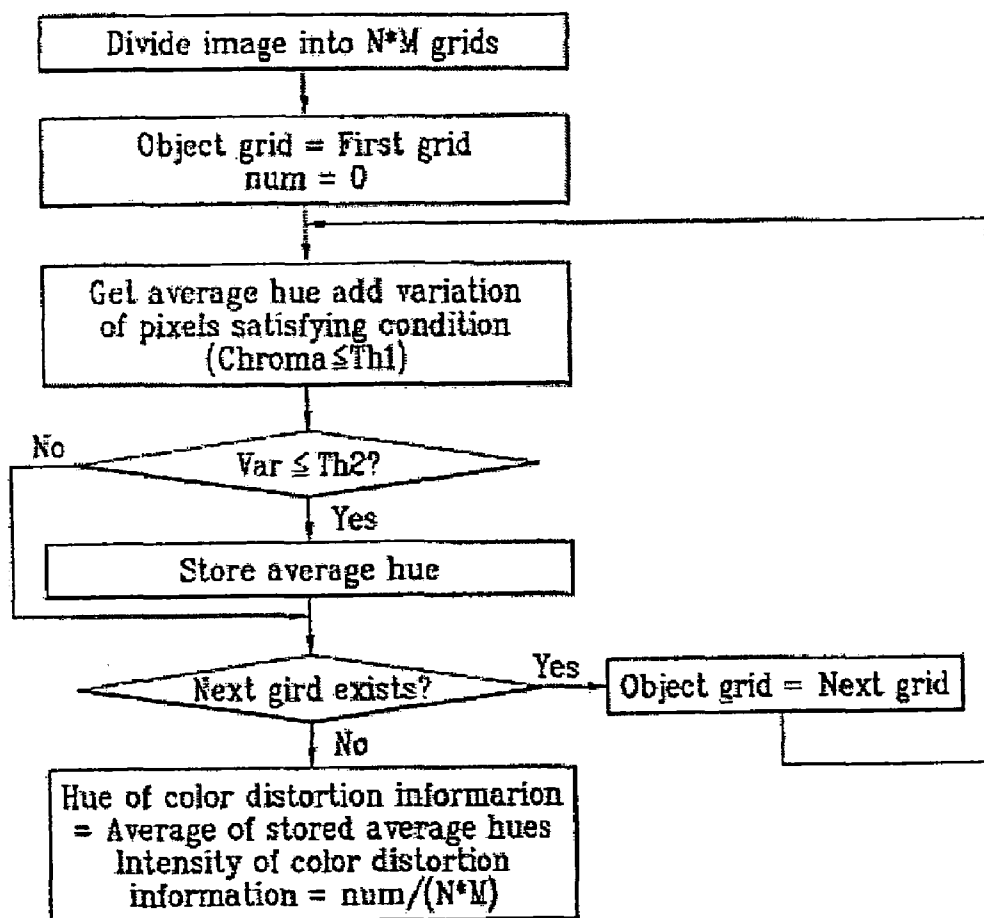 Divide image into N*M grids
Object grid = First grid
num = 0
Get average hue add variation
of pixels satisfying condition
(Chroma≦Th1)
No
Var ≦ Th2?
Yes
Store average hue
Next gird exists?
Yes
Object grid = Next grid
No
Hue of color distortion informarion
= Average of stored average hues
Intensity of color distortion
information = num/(N*M)